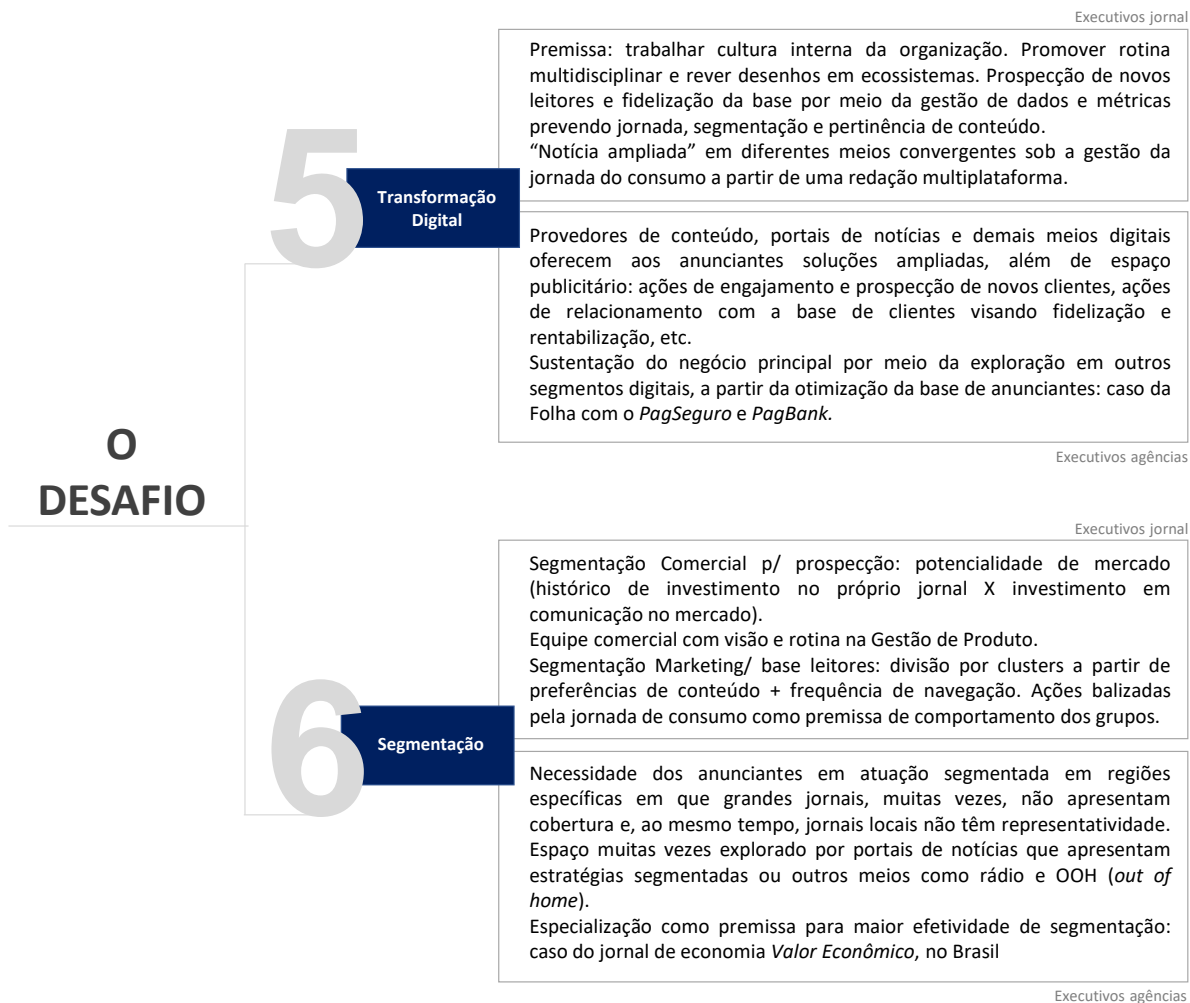 O
DESAFIO
5
Transformação
Digital
Executivos jornal
Premissa: trabalhar cultura interna da organização. Promover rotina
multidisciplinar e rever desenhos em ecossistemas. Prospecção de novos
leitores e fidelização da base por meio da gestão de dados e métricas
prevendo jornada, segmentação e pertinência de conteúdo.
“Notícia ampliada” em diferentes meios convergentes sob a gestão da
jornada do consumo a partir de uma redação multiplataforma.
Provedores de conteúdo, portais de notícias e demais meios digitais
oferecem aos anunciantes soluções ampliadas, além de espaço
publicitário: ações de engajamento e prospecção de novos clientes, ações
de relacionamento com a base de clientes visando fidelização e
rentabilização, etc.
Sustentação do negócio principal por meio da exploração em outros
segmentos digitais, a partir da otimização da base de anunciantes: caso da
Folha com o PagSeguro e PagBank.
Executivos agências
6
Segmentação
Executivos jornal
Segmentação Comercial p/ prospecção: potencialidade de mercado
(histórico de investimento no próprio jornal X investimento em
comunicação no mercado).
Equipe comercial com visão e rotina na Gestão de Produto.
Segmentação Marketing/ base leitores: divisão por clusters a partir de
preferências de conteúdo + frequência de navegação. Ações balizadas
pela jornada de consumo como premissa de comportamento dos grupos.
Necessidade dos anunciantes em atuação segmentada em regiões
específicas em que grandes jornais, muitas vezes, não apresentam
cobertura e, ao mesmo tempo, jornais locais não têm representatividade.
Espaço muitas vezes explorado por portais de notícias que apresentam
estratégias segmentadas ou outros meios como rádio e OOH (out of
home).
Especialização como premissa para maior efetividade de segmentação:
caso do jornal de economia Valor Econômico, no Brasil
Executivos agências